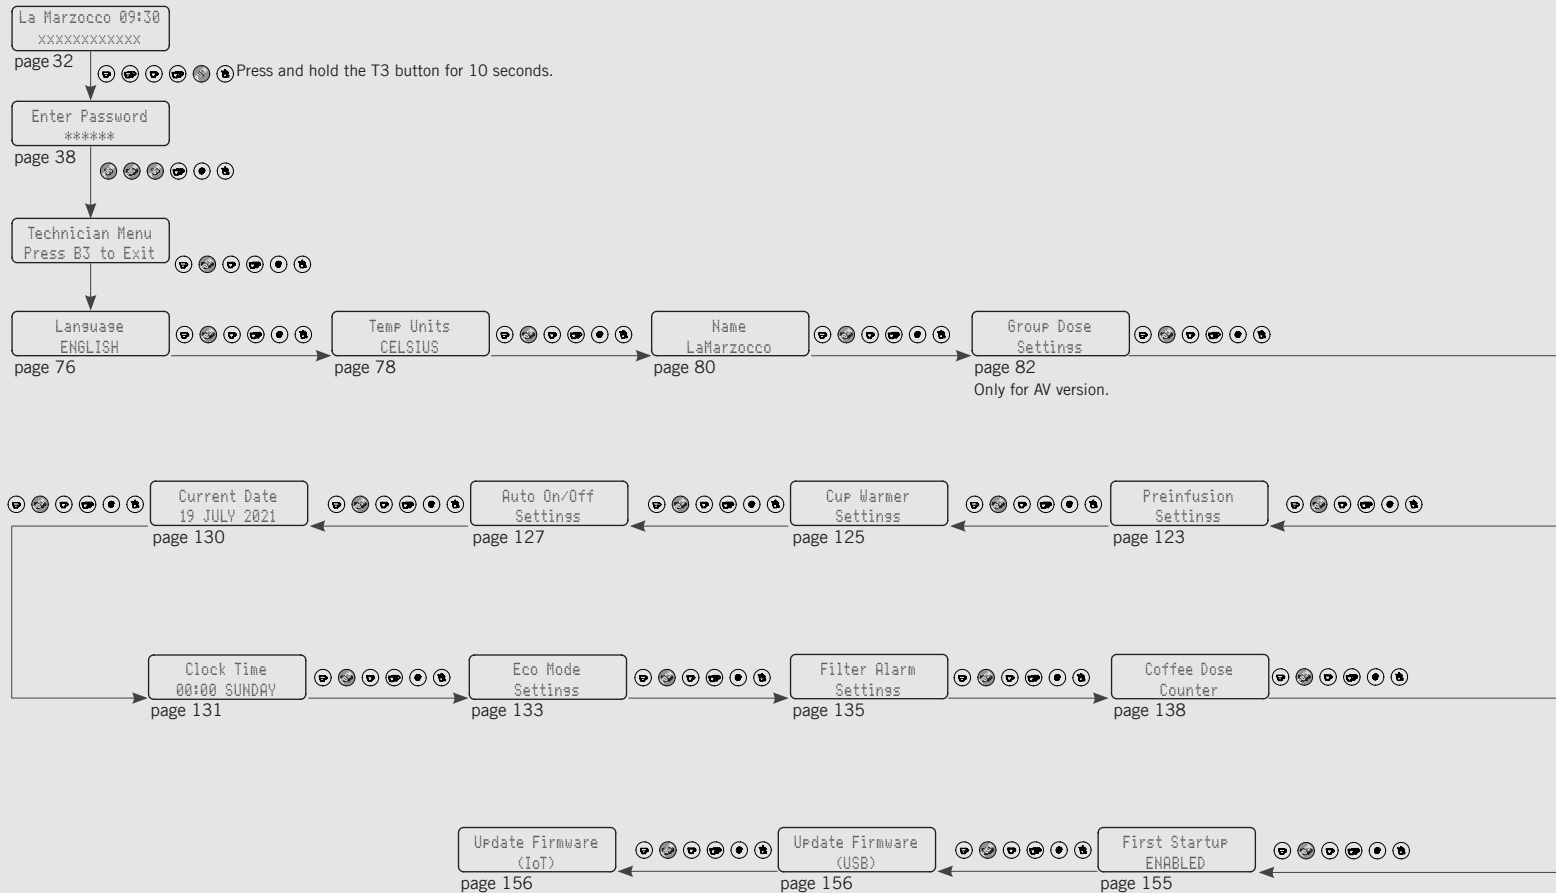 La Marzocco 09:30
xxxxxxxxxxxx
page 32
Press and hold the T3 button for 10 seconds.
Enter Password
******
page 38
Technician Menu
Press B3 to Exit
Language
ENGLISH
page 76
Temp Units
CELSIUS
page 78
Name
LaMarzocco
page 80
Group Dose
Settings
page 82
Only for AV version.
Current Date
19 JULY 2021
page 130
Auto On/Off
Settings
page 127
Cup Warmer
Settings
page 125
Preinfusion
Settings
page 123
Clock Time
00:00 SUNDAY
page 131
Eco Mode
Settings
page 133
Filter Alarm
Settings
page 135
Coffee Dose
Counter
page 138
Update Firmware
(IoT)
page 156
Update Firmware
(USB)
page 156
First Startup
ENABLED
page 155